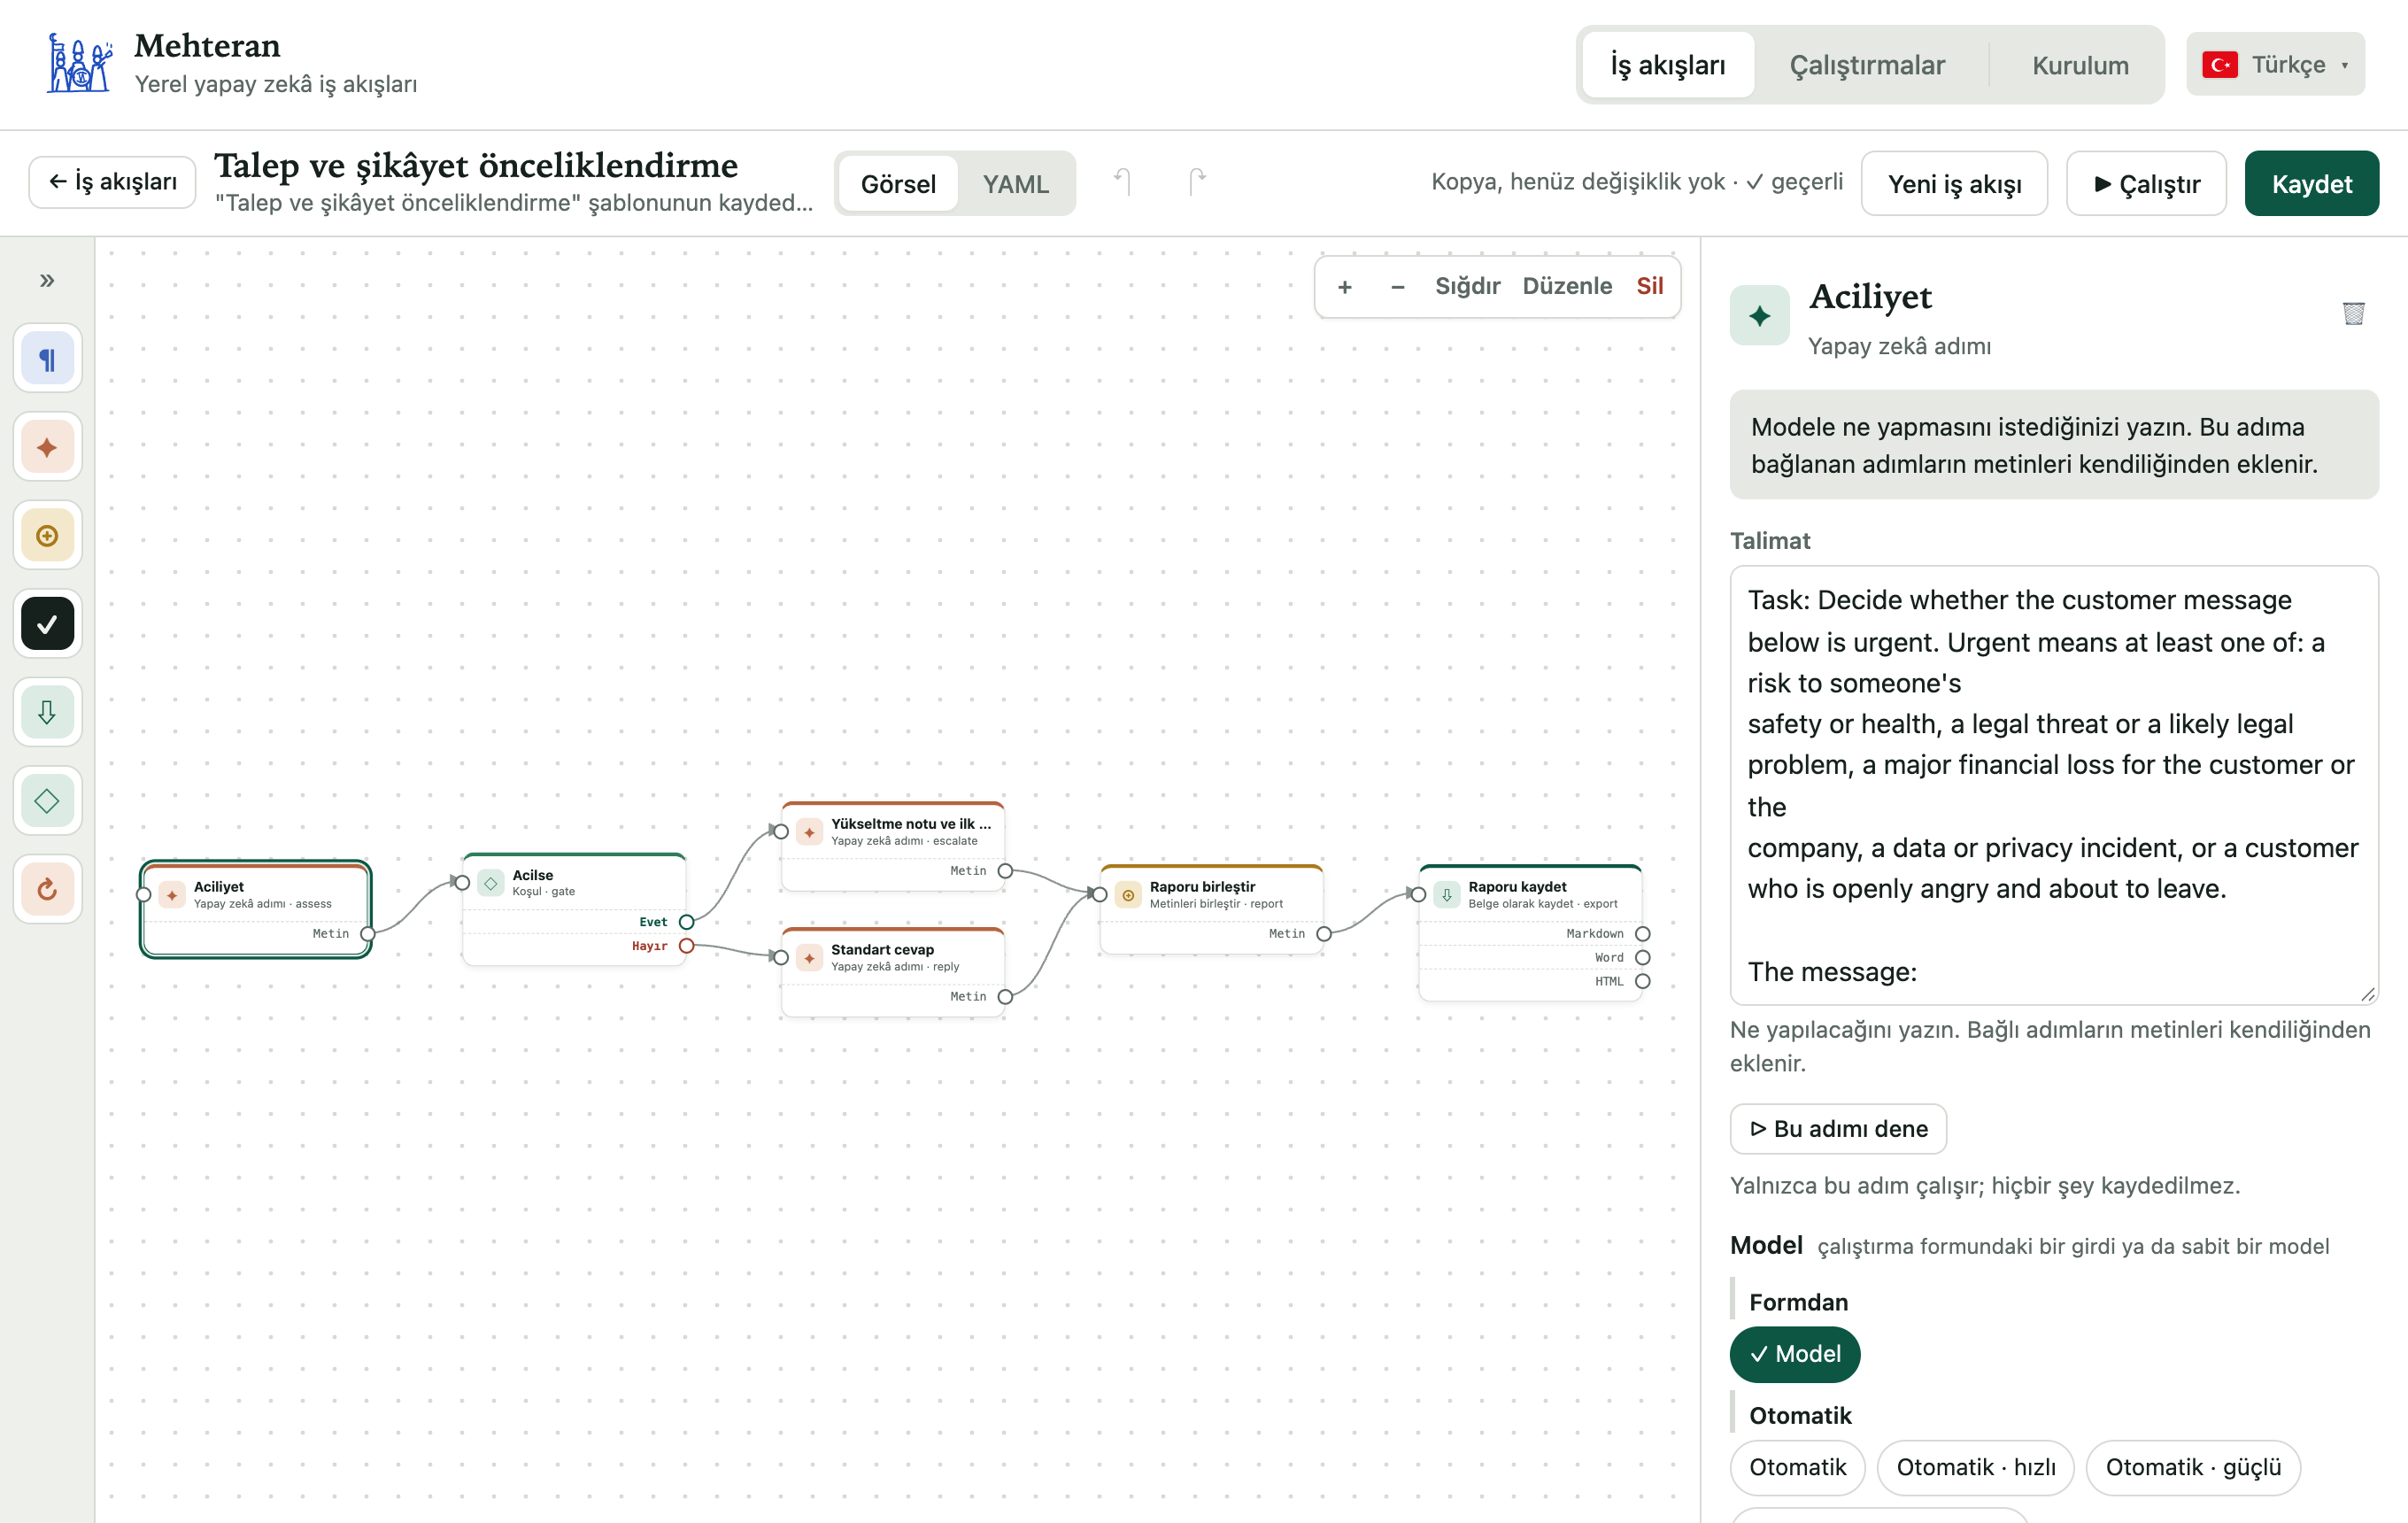 Mehteran
Yerel yapay zekâ iş akışları
İş akışları
Çalıştırmalar
Kurulum
Türkçe
← İş akışları
Talep ve şikâyet önceliklendirme
"Talep ve şikâyet önceliklendirme" şablonunun kayded...
Görsel
YAML
Kopya, henüz değişiklik yok · ✓ geçerli
Yeni iş akışı
Çalıştır
Kaydet
»
+
−
Sığdır
Düzenle
Sil
Aciliyet
Yapay zekâ adımı · assess
Metin
Acilse
Koşul · gate
Evet
Hayır
Yükseltme notu ve ilk ...
Yapay zekâ adımı · escalate
Metin
Standart cevap
Yapay zekâ adımı · reply
Metin
Raporu birleştir
Metinleri birleştir · report
Metin
Raporu kaydet
Belge olarak kaydet · export
Markdown
Word
HTML
Aciliyet
Yapay zekâ adımı
Modele ne yapmasını istediğinizi yazın. Bu adıma
bağlanan adımların metinleri kendiliğinden eklenir.
Talimat
Task: Decide whether the customer message
below is urgent. Urgent means at least one of: a
risk to someone's
safety or health, a legal threat or a likely legal
problem, a major financial loss for the customer or
the
company, a data or privacy incident, or a customer
who is openly angry and about to leave.
The message:
Ne yapılacağını yazın. Bağlı adımların metinleri kendiliğinden
eklenir.
Bu adımı dene
Yalnızca bu adım çalışır; hiçbir şey kaydedilmez.
Model çalıştırma formundaki bir girdi ya da sabit bir model
Formdan
✓ Model
Otomatik
Otomatik
Otomatik · hızlı
Otomatik · güçlü